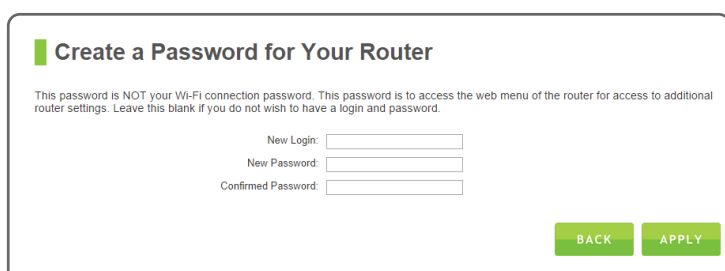 Create a Password for Your Router
This password is NOT your Wi-Fi connection password. This password is to access the web menu of the router for access to additional
router settings. Leave this blank if you do not wish to have a login and password.
New Login:
New Password:
Confirmed Password:
BACK APPLY